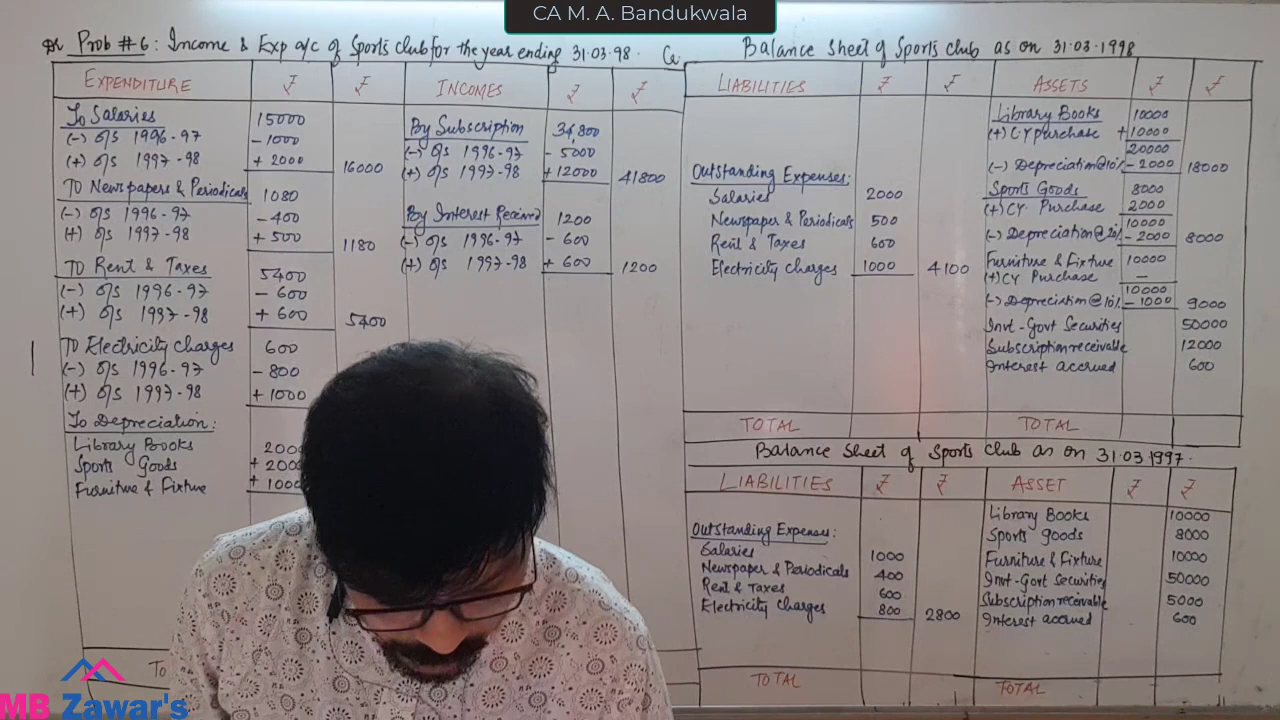 CA M. A. Bandukwala
Dr Prob #6: Income & Exp a/c of Sports club for the year ending 31.03.98. Cr
EXPENDITURE ₹ ₹ INCOMES ₹ ₹
To Salaries 15000
(-) o/s 1996-97 - 1000
(+) o/s 1997-98 + 2000 16000
To Newspapers & Periodicals 1080
(-) o/s 1996-97 - 400
(+) o/s 1997-98 + 500 1180
To Rent & Taxes 5400
(-) o/s 1996-97 - 600
(+) o/s 1997-98 + 600 5400
To Electricity Charges 600
(-) o/s 1996-97 - 800
(+) o/s 1997-98 + 1000
To Depreciation:
Library Books 2000
Sports Goods + 2000
Furniture & Fixture + 1000
To
By Subscription 34,800
(-) o/s 1996-97 - 5000
(+) o/s 1997-98 + 12000 41800
By Interest Received 1200
(-) o/s 1996-97 - 600
(+) o/s 1997-98 + 600 1200
Balance Sheet of Sports club as on 31.03.1998
LIABILITIES ₹ ₹ ASSETS ₹ ₹
Outstanding Expenses:
Salaries 2000
Newspaper & Periodicals 500
Rent & Taxes 600
Electricity Charges 1000 4100
Library Books 10000
(+) CY purchase + 10000
20000
(-) Depreciation@10% - 2000 18000
Sports Goods 8000
(+) CY Purchase 2000
10000
(-) Depreciation@20% - 2000 8000
Furniture & Fixture 10000
(+) CY Purchase -
10000
(-) Depreciation@10% - 1000 9000
Invt-Govt Securities 50000
Subscription receivable 12000
Interest accrued 600
TOTAL TOTAL
Balance Sheet of Sports Club as on 31.03.1997.
LIABILITIES ₹ ₹ ASSET ₹ ₹
Outstanding Expenses:
Salaries 1000
Newspaper & Periodicals 400
Rent & Taxes 600
Electricity Charges 800 2800
Library Books 10000
Sports goods 8000
Furniture & Fixture 10000
Invt-Govt Securities 50000
Subscription receivable 5000
Interest accrued 600
TOTAL TOTAL
MB Zawar's